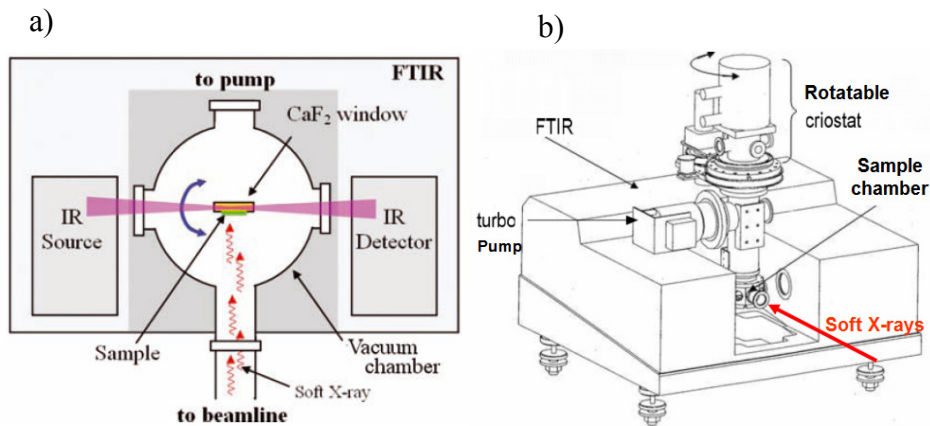 a)
FTIR
to pump
CaF₂ window
IR
Source
IR
Detector
Sample
Vacuum
chamber
Soft X-ray
to beamline
b)
Rotatable
criostat
FTIR
Sample
chamber
turbo
Pump
Soft X-rays